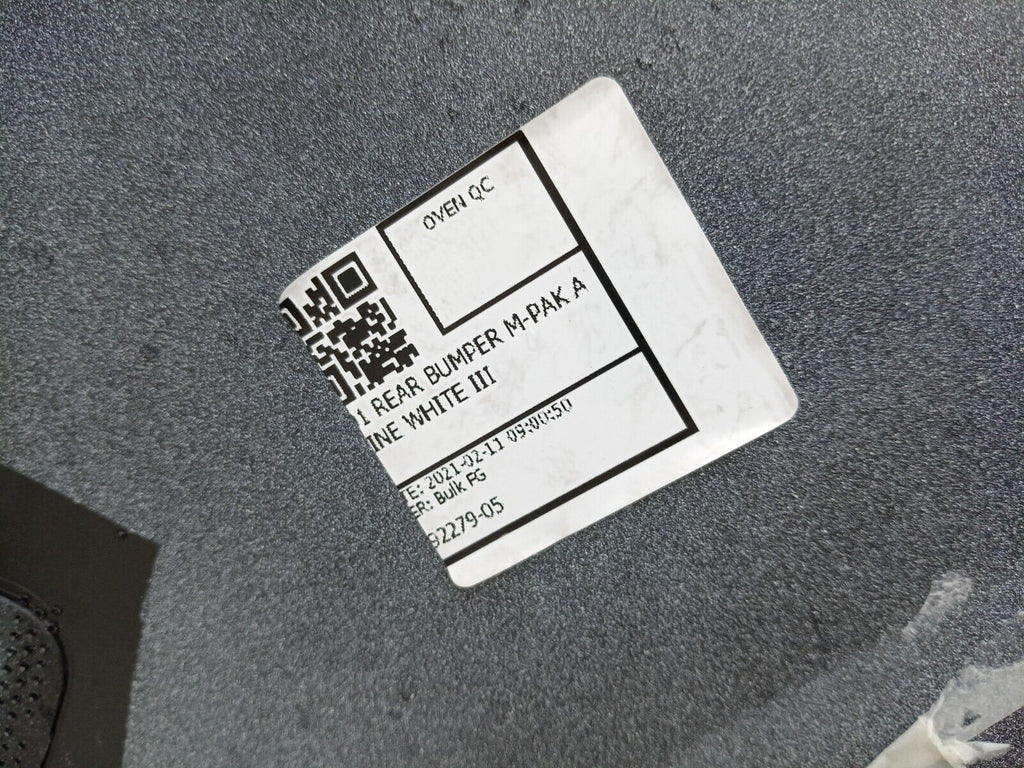 OVEN QC
1 REAR BUMPER M-PAK A
INE WHITE III
TE: 2021-02-11 09:00:50
ER: Bulk FG
92279-05